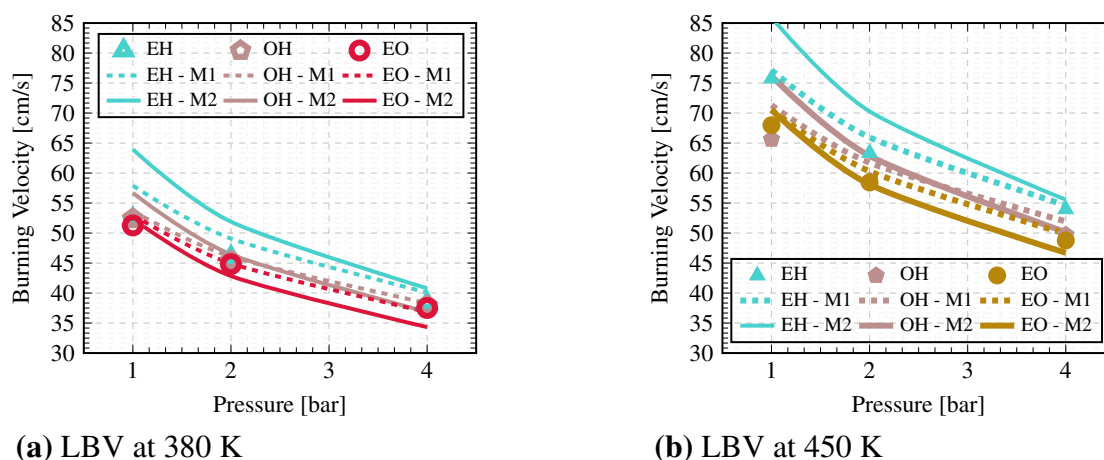 85
80
75
70
65
60
55
50
45
40
35
30
Burning Velocity [cm/s]
EH OH EO
EH - M1 OH - M1 EO - M1
EH - M2 OH - M2 EO - M2
1 2 3 4
Pressure [bar]
(a) LBV at 380 K
85
80
75
70
65
60
55
50
45
40
35
30
Burning Velocity [cm/s]
EH OH EO
EH - M1 OH - M1 EO - M1
EH - M2 OH - M2 EO - M2
1 2 3 4
Pressure [bar]
(b) LBV at 450 K